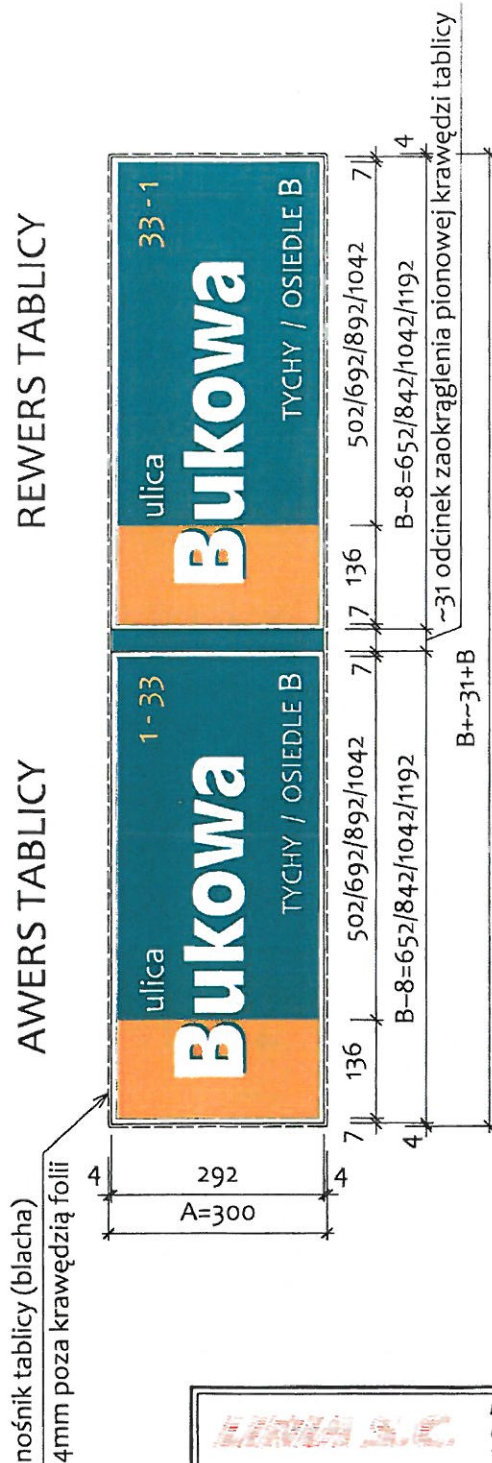 AWERS TABLICY
REWERS TABLICY
nośnik tablicy (blacha)
4mm poza krawędzią folii
ulica
1-33
Bukowa
TYCHY / OSIEDLE B
ulica
33-1
Bukowa
TYCHY / OSIEDLE B
4
292
4
A=300
7
136
502/692/892/1042
7
7
136
502/692/892/1042
7
4
B-8=652/842/1042/1192
B-8=652/842/1042/1192
4
~31 odcinek zaokrąglenia pionowej krawędzi tablicy
B+~31+B
LINIA S.C.